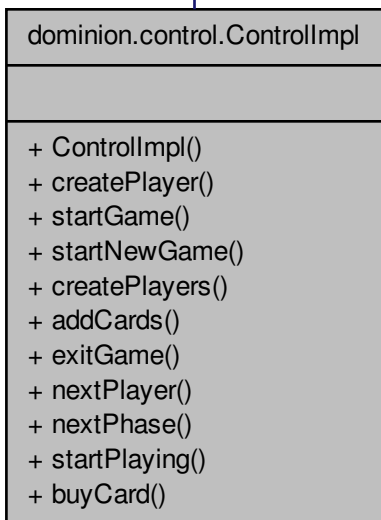 dominion.control.ControlImpl
+ ControlImpl()
+ createPlayer()
+ startGame()
+ startNewGame()
+ createPlayers()
+ addCards()
+ exitGame()
+ nextPlayer()
+ nextPhase()
+ startPlaying()
+ buyCard()